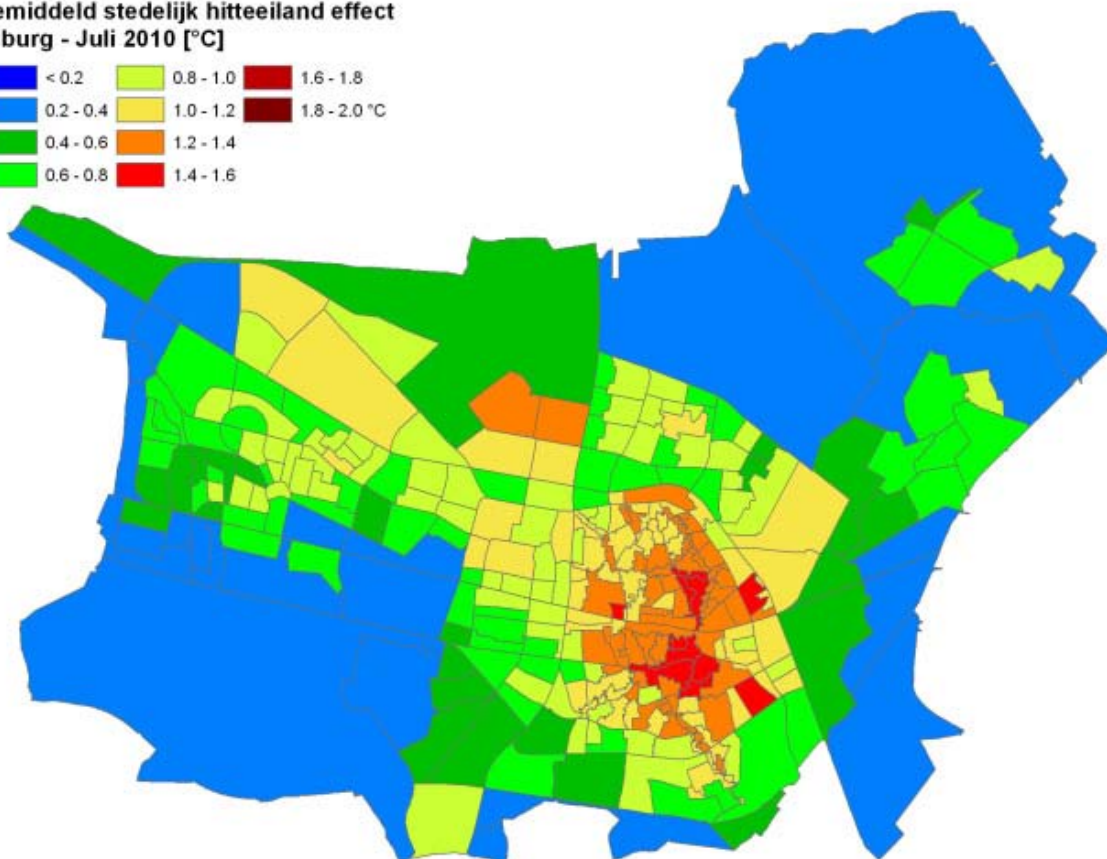 emiddeld stedelijk hitteeiland effect
burg - Juli 2010 [°C]
< 0.2
0.2 - 0.4
0.4 - 0.6
0.6 - 0.8
0.8 - 1.0
1.0 - 1.2
1.2 - 1.4
1.4 - 1.6
1.6 - 1.8
1.8 - 2.0 °C